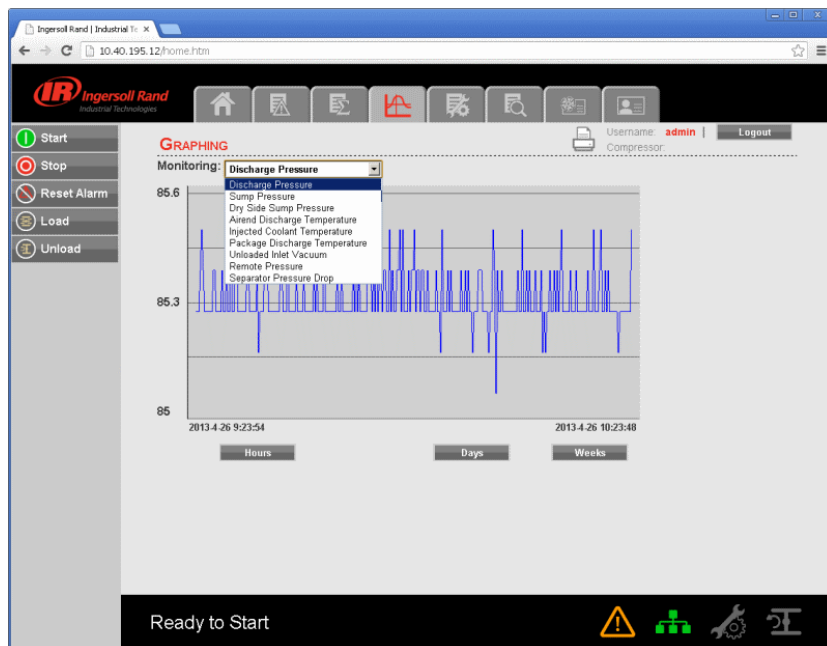 Ingersoll Rand | Industrial Te
10.40.195.12/home.htm
IR Ingersoll Rand
Industrial Technologies
Start
Stop
Reset Alarm
Load
Unload
GRAPHING
Username: admin | Logout
Compressor:
Monitoring: Discharge Pressure
Discharge Pressure
Sump Pressure
Dry Side Sump Pressure
Airend Discharge Temperature
Injected Coolant Temperature
Package Discharge Temperature
Unloaded Inlet Vacuum
Remote Pressure
Separator Pressure Drop
85.6
85.3
85
2013-4-26 9:23:54
2013-4-26 10:23:48
Hours
Days
Weeks
Ready to Start